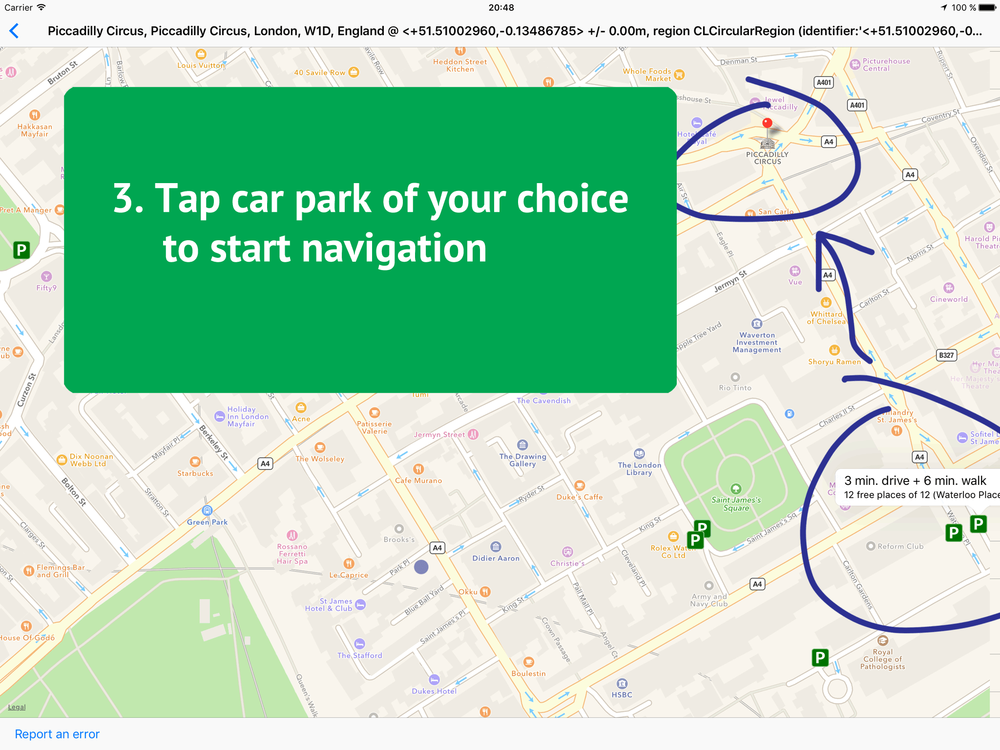 Carrier
20:48
100 %
Piccadilly Circus, Piccadilly Circus, London, W1D, England @ <+51.51002960,-0.13486785> +/- 0.00m, region CLCircularRegion (identifier:'<+51.51002960,-0...
3. Tap car park of your choice
to start navigation
Bruton St
Louis Vuitton
40 Savile Row
Heddon Street
Kitchen
Whole Foods
Market
Denman St
Picturehouse
Central
Rupert St
A401
A401
Jewel
Piccadilly
Coventry St
Oxendon St
Hakkasan
Mayfair
A4
PICCADILLY
CIRCUS
A4
Air St
San Carlo
Pret A Manger
P
Fifty9
Eagle Pl
Jermyn St
Vue
A4
Norris St
Carlton St
Cineworld
Whittard
of Chelsea
Apple Tree Yard
Waverton
Investment
Management
Shoryu Ramen
B327
Rio Tinto
Her Majesty's
Theatre
Curzon St
Holiday
Inn London
Mayfair
Acne
Tumi
Patisserie
Valerie
The Cavendish
Jermyn Street
Charles II St
St. James's
Berkeley St
Mayfair Pl
Dix Noonan
Webb Ltd
Starbucks
A4
The Wolseley
Cafe Murano
The Drawing
Gallery
The London
Library
A4
Bolton St
Stratton St
Ryder St
Duke's Caffe
Saint James's
Square
3 min. drive + 6 min. walk
12 free places of 12 (Waterloo Place
Green Park
Clarges St
Brooks's
King St
Saint James's Sq
P
P
P
P
Rossano
Ferretti
Hair Spa
A4
Didier Aaron
Christie's
Rolex Watch
Co Ltd
Reform Club
Flemings Bar
and Grill
Le Caprice
Park Pl
Cleveland Pl
Carlton Gardens
A4
Okku
Army and
Navy Club
St James
Hotel & Club
Blue Ball Yard
King St
Pall Mall Pl
Saint James's Pl
Crown Passage
Angel Ct
House Of Godó
The Stafford
Boulestin
P
Royal
College of
Pathologists
Dukes Hotel
HSBC
Queen's Walk
Legal
Report an error